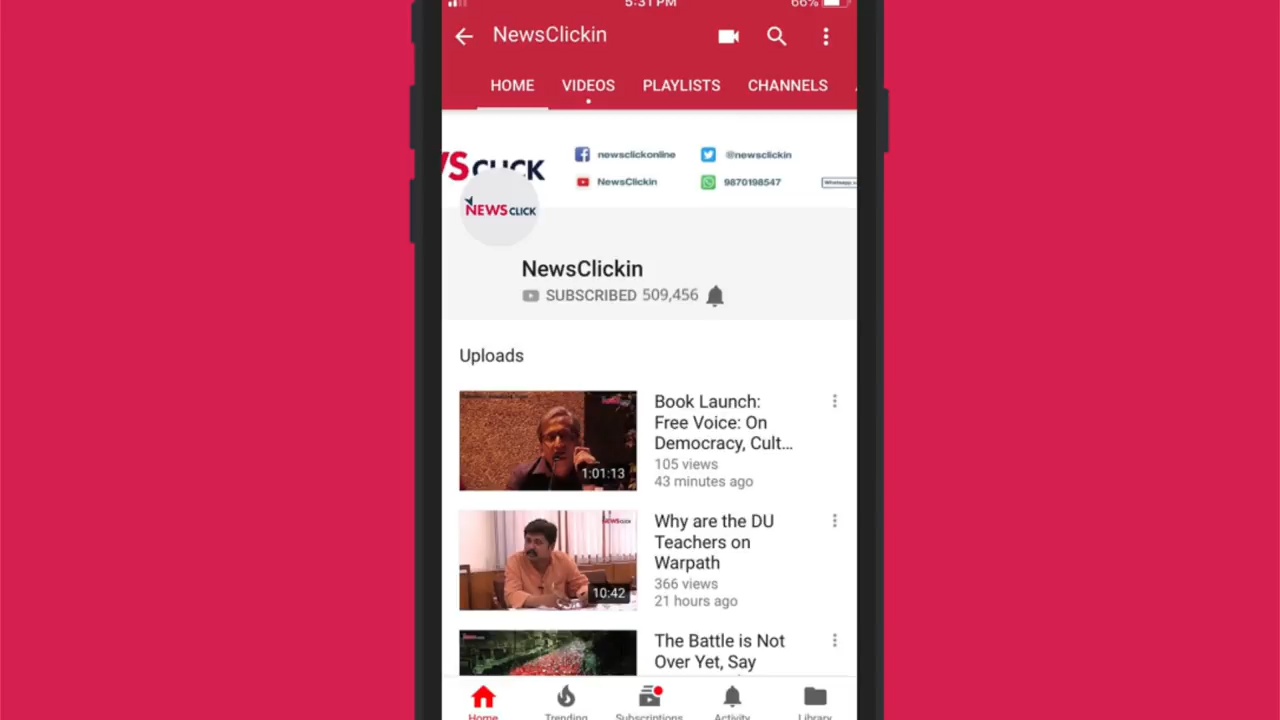 5:31 PM
66%
NewsClickin
HOME VIDEOS PLAYLISTS CHANNELS
S CLICK
newsclickonline
@newsclickin
NewsClickin
9870198547
Whatsapp
NEWS CLICK
NewsClickin
SUBSCRIBED 509,456
Uploads
Book Launch:
Free Voice: On
Democracy, Cult...
105 views
43 minutes ago
1:01:13
Why are the DU
Teachers on
Warpath
366 views
21 hours ago
NEWSCLICK
10:42
The Battle is Not
Over Yet, Say
Home Trending Subscriptions Activity Library